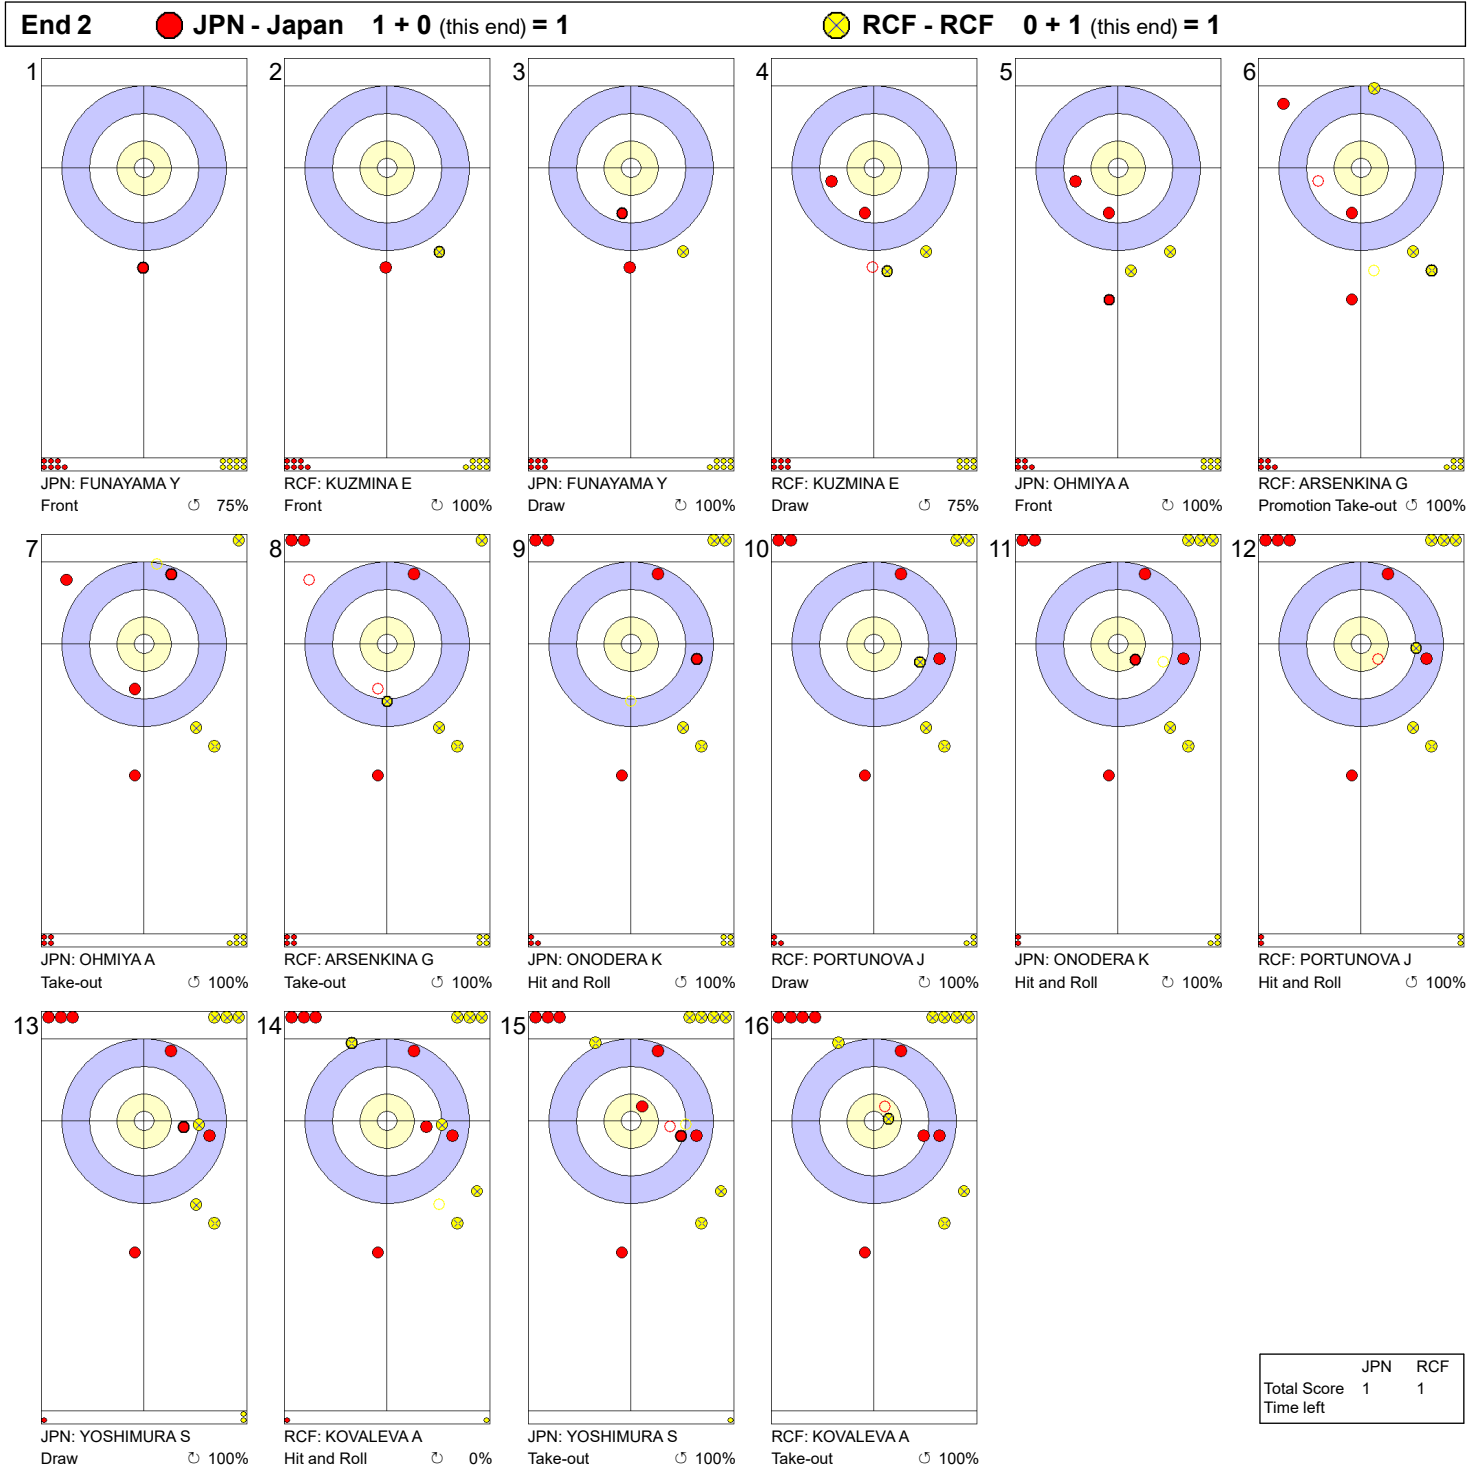 End 2 JPN - Japan 1 + 0 (this end) = 1 RCF - RCF 0 + 1 (this end) = 1
1 2 3 4 5 6
JPN: FUNAYAMA Y RCF: KUZMINA E JPN: FUNAYAMA Y RCF: KUZMINA E JPN: OHMIYA A RCF: ARSENKINA G
Front ↺ 75% Front ↻ 100% Draw ↻ 100% Draw ↻ 75% Front ↺ 100% Promotion Take-out ↺ 100%
7 8 9 10 11 12
JPN: OHMIYA A RCF: ARSENKINA G JPN: ONODERA K RCF: PORTUNOVA J JPN: ONODERA K RCF: PORTUNOVA J
Take-out ↺ 100% Take-out ↺ 100% Hit and Roll ↺ 100% Draw ↻ 100% Hit and Roll ↺ 100% Hit and Roll ↺ 100%
13 14 15 16
JPN: YOSHIMURA S RCF: KOVALEVA A JPN: YOSHIMURA S RCF: KOVALEVA A
Draw ↻ 100% Hit and Roll ↻ 0% Take-out ↺ 100% Take-out ↺ 100%
JPN RCF
Total Score 1 1
Time left